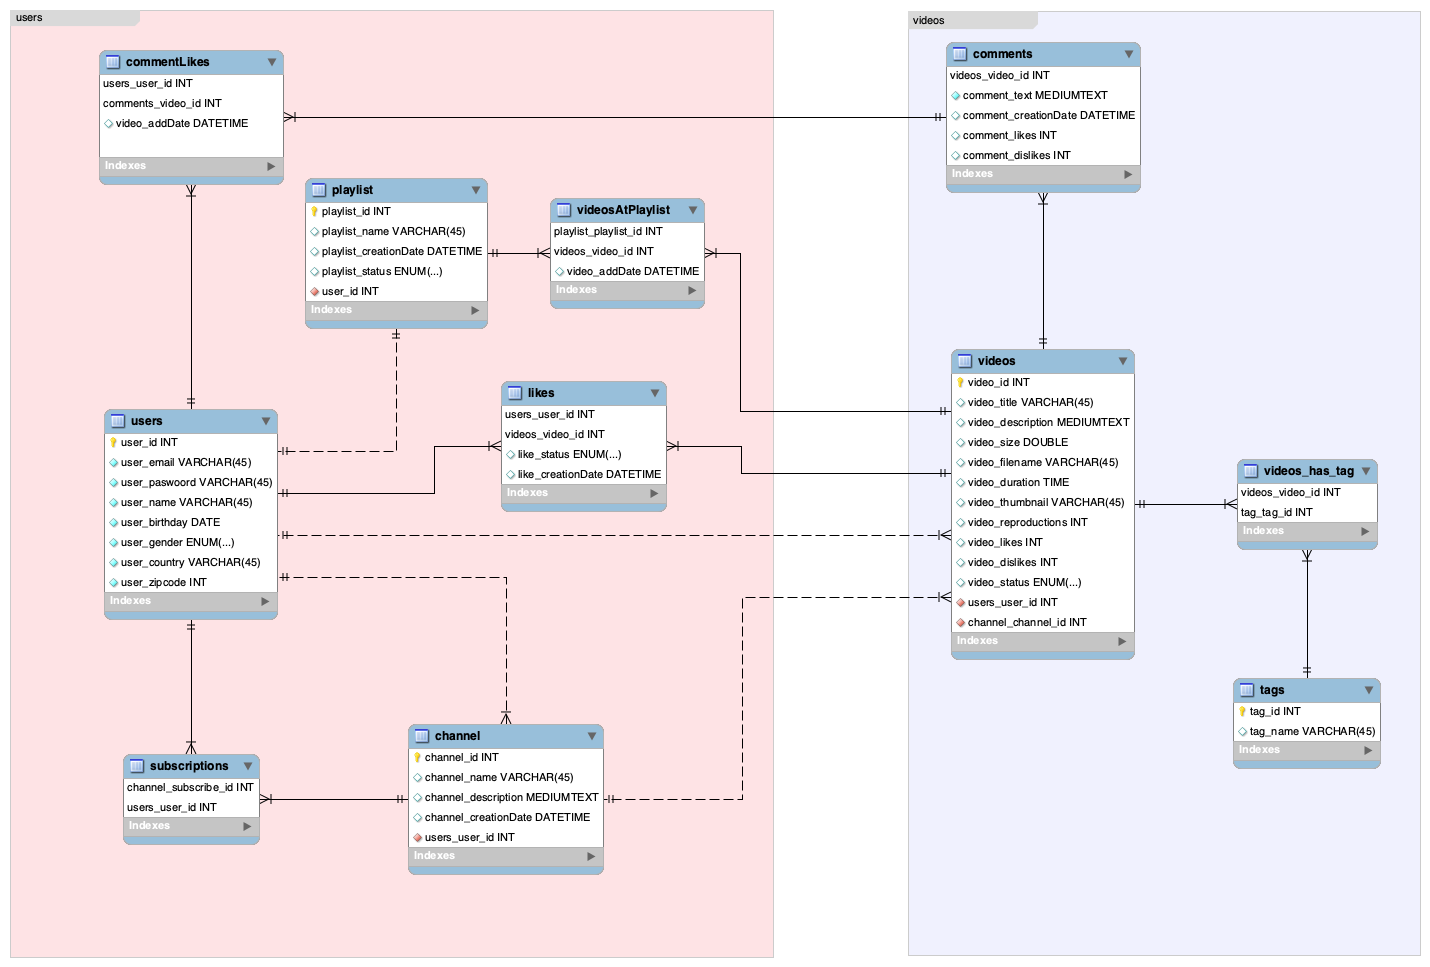 users
commentLikes
users_user_id INT
comments_video_id INT
video_addDate DATETIME
Indexes
playlist
playlist_id INT
playlist_name VARCHAR(45)
playlist_creationDate DATETIME
playlist_status ENUM(...)
user_id INT
Indexes
videosAtPlaylist
playlist_playlist_id INT
videos_video_id INT
video_addDate DATETIME
Indexes
likes
users_user_id INT
videos_video_id INT
like_status ENUM(...)
like_creationDate DATETIME
Indexes
users
user_id INT
user_email VARCHAR(45)
user_paswoord VARCHAR(45)
user_name VARCHAR(45)
user_birthday DATE
user_gender ENUM(...)
user_country VARCHAR(45)
user_zipcode INT
Indexes
subscriptions
channel_subscribe_id INT
users_user_id INT
Indexes
channel
channel_id INT
channel_name VARCHAR(45)
channel_description MEDIUMTEXT
channel_creationDate DATETIME
users_user_id INT
Indexes
videos
comments
videos_video_id INT
comment_text MEDIUMTEXT
comment_creationDate DATETIME
comment_likes INT
comment_dislikes INT
Indexes
videos
video_id INT
video_title VARCHAR(45)
video_description MEDIUMTEXT
video_size DOUBLE
video_filename VARCHAR(45)
video_duration TIME
video_thumbnail VARCHAR(45)
video_reproductions INT
video_likes INT
video_dislikes INT
video_status ENUM(...)
users_user_id INT
channel_channel_id INT
Indexes
videos_has_tag
videos_video_id INT
tag_tag_id INT
Indexes
tags
tag_id INT
tag_name VARCHAR(45)
Indexes